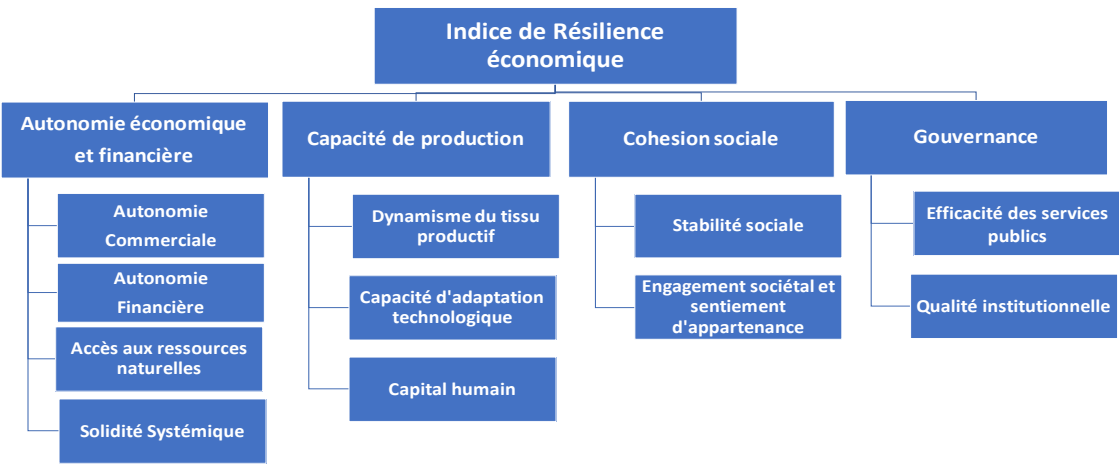 Indice de Résilience
économique
Autonomie économique
et financière
Autonomie
Commerciale
Autonomie
Financière
Accès aux ressources
naturelles
Solidité Systémique
Capacité de production
Dynamisme du tissu
productif
Capacité d'adaptation
technologique
Capital humain
Cohesion sociale
Stabilité sociale
Engagement sociétal et
sentiement
d'appartenance
Gouvernance
Efficacité des services
publics
Qualité institutionnelle